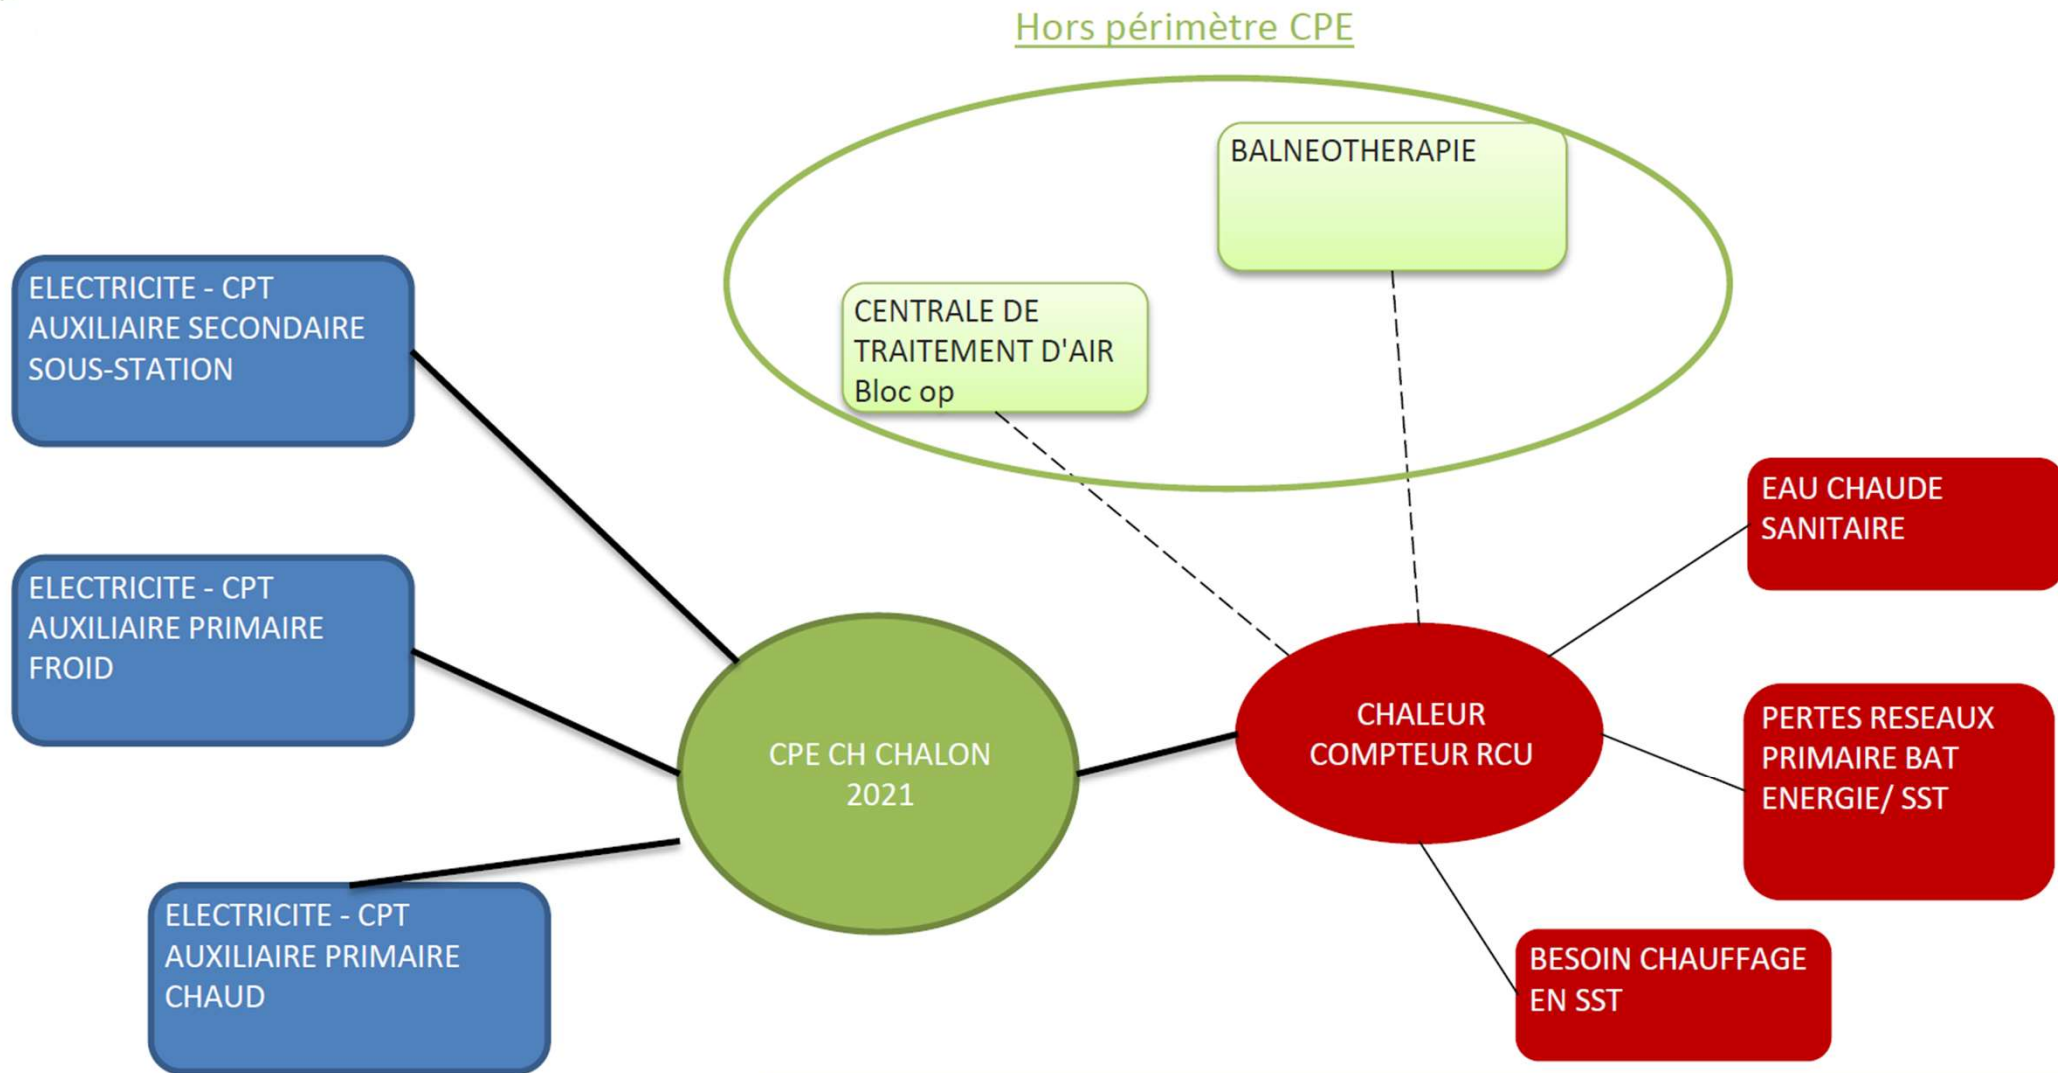 Hors périmètre CPE
BALNEOTHERAPIE
CENTRALE DE
TRAITEMENT D'AIR
Bloc op
ELECTRICITE - CPT
AUXILIAIRE SECONDAIRE
SOUS-STATION
ELECTRICITE - CPT
AUXILIAIRE PRIMAIRE
FROID
ELECTRICITE - CPT
AUXILIAIRE PRIMAIRE
CHAUD
CPE CH CHALON
2021
CHALEUR
COMPTEUR RCU
EAU CHAUDE
SANITAIRE
PERTES RESEAUX
PRIMAIRE BAT
ENERGIE/ SST
BESOIN CHAUFFAGE
EN SST